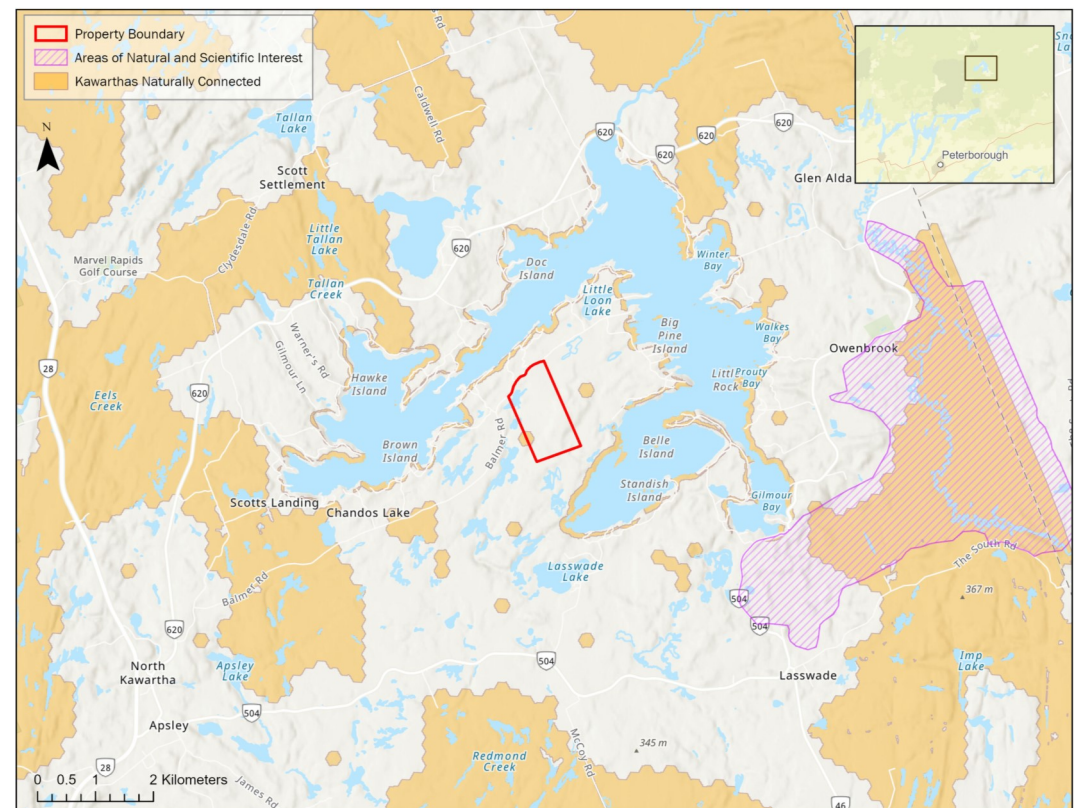 Property Boundary
Areas of Natural and Scientific Interest
Kawarthas Naturally Connected
N
Peterborough
Caldwell Rd
Tallan
Lake
620
620
620
620
Glen Alda
Scott
Settlement
Clydesdale Rd
Little
Tallan
Lake
620
Marvel Rapids
Golf Course
Tallan
Creek
Doc
Island
Winter
Bay
Little
Loon
Lake
Big
Pine
Island
Walkes
Bay
Owenbrook
Warner's Rd
Gilmour Ln
28
620
Hawke
Island
Little
Rock
Prouty
Bay
Eels
Creek
Balmer Rd
Brown
Island
Belle
Island
Standish
Island
Gilmour
Bay
Scotts Landing
Chandos Lake
Lasswade
Lake
The South Rd
Balmer Rd
504
367 m
504
620
North
Kawartha
Apsley
Lake
504
Imp
Lake
Lasswade
504
Apsley
McCoy Rd
345 m
Redmond
Creek
28
James Rd
46
0 0.5 1 2 Kilometers